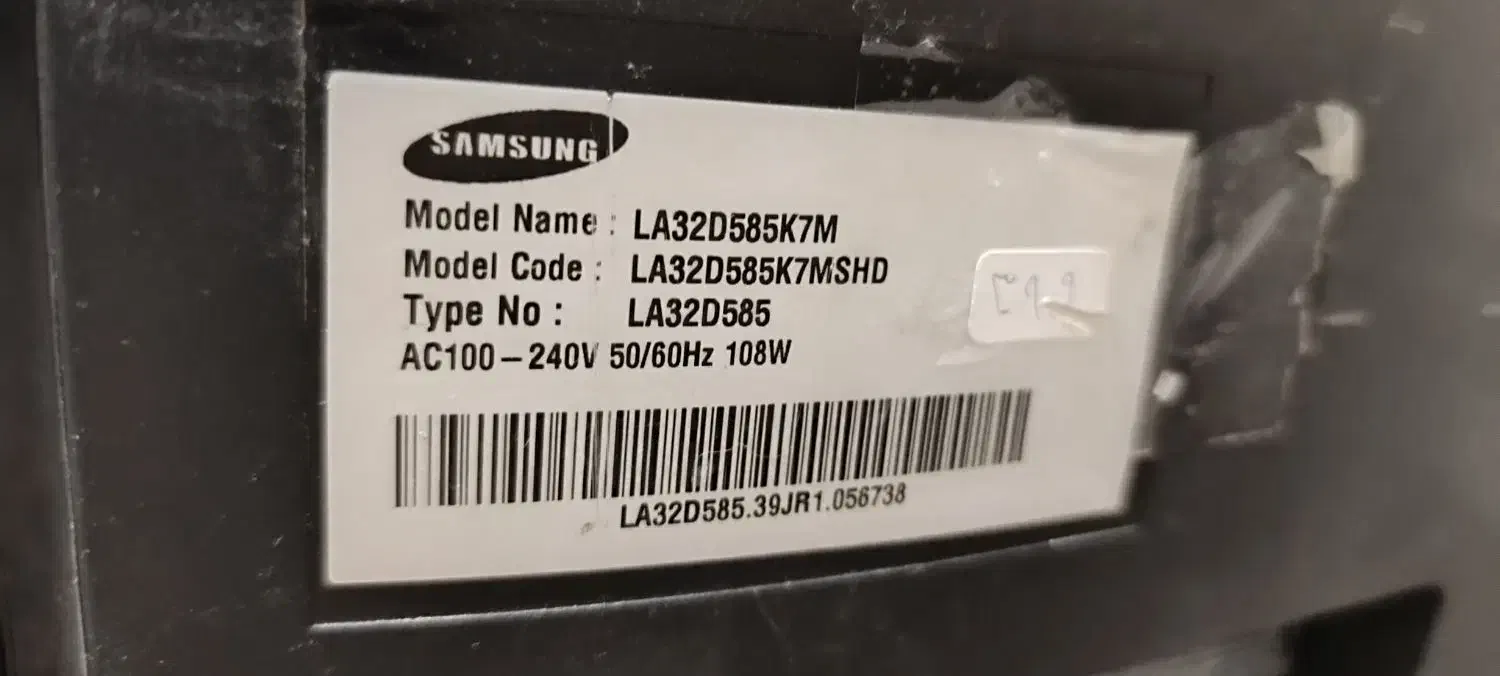 SAMSUNG
Model Name : LA32D585K7M
Model Code : LA32D585K7MSHD
Type No : LA32D585
AC100-240V 50/60Hz 108W
LA32D585.39JR1.056738